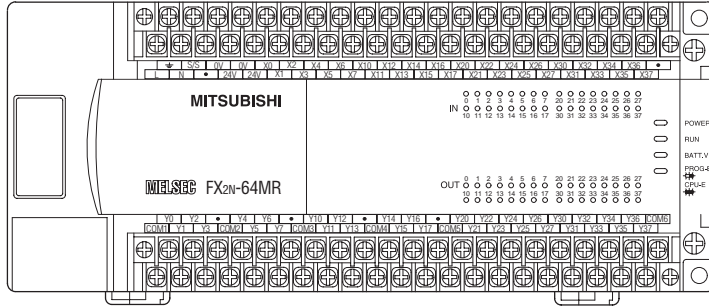 ⏚ S/S 0V 0V X0 X2 X4 X6 X10 X12 X14 X16 X20 X22 X24 X26 X30 X32 X34 X36 •
L N • 24V 24V X1 X3 X5 X7 X11 X13 X15 X17 X21 X23 X25 X27 X31 X33 X35 X37
MITSUBISHI
0 1 2 3 4 5 6 7 20 21 22 23 24 25 26 27
IN
10 11 12 13 14 15 16 17 30 31 32 33 34 35 36 37
POWER
RUN
BATT.V
PROG-E
CPU-E
MELSEC FX2N-64MR
0 1 2 3 4 5 6 7 20 21 22 23 24 25 26 27
OUT
10 11 12 13 14 15 16 17 30 31 32 33 34 35 36 37
Y0 Y2 • Y4 Y6 • Y10 Y12 • Y14 Y16 • Y20 Y22 Y24 Y26 Y30 Y32 Y34 Y36 COM6
COM1 Y1 Y3 COM2 Y5 Y7 COM3 Y11 Y13 COM4 Y15 Y17 COM5 Y21 Y23 Y25 Y27 Y31 Y33 Y35 Y37